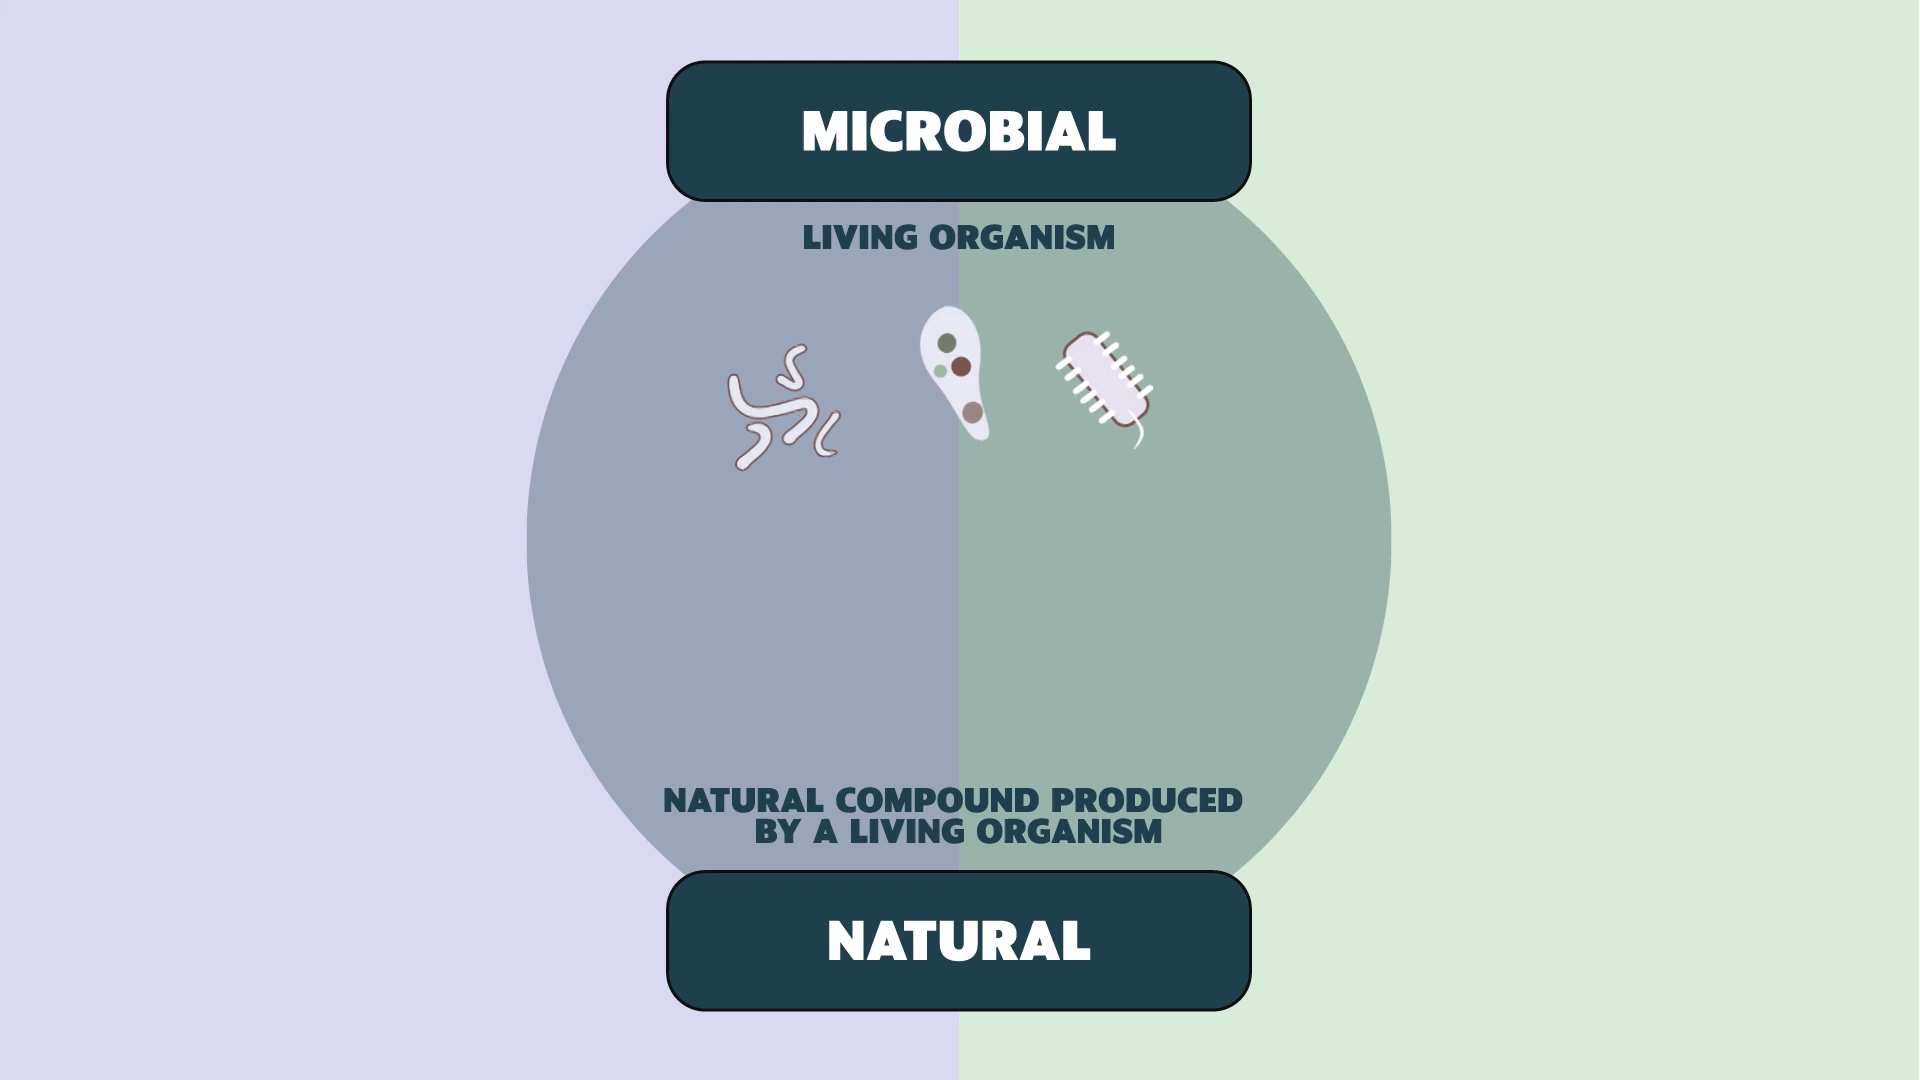 MICROBIAL
LIVING ORGANISM
NATURAL COMPOUND PRODUCED
BY A LIVING ORGANISM
NATURAL